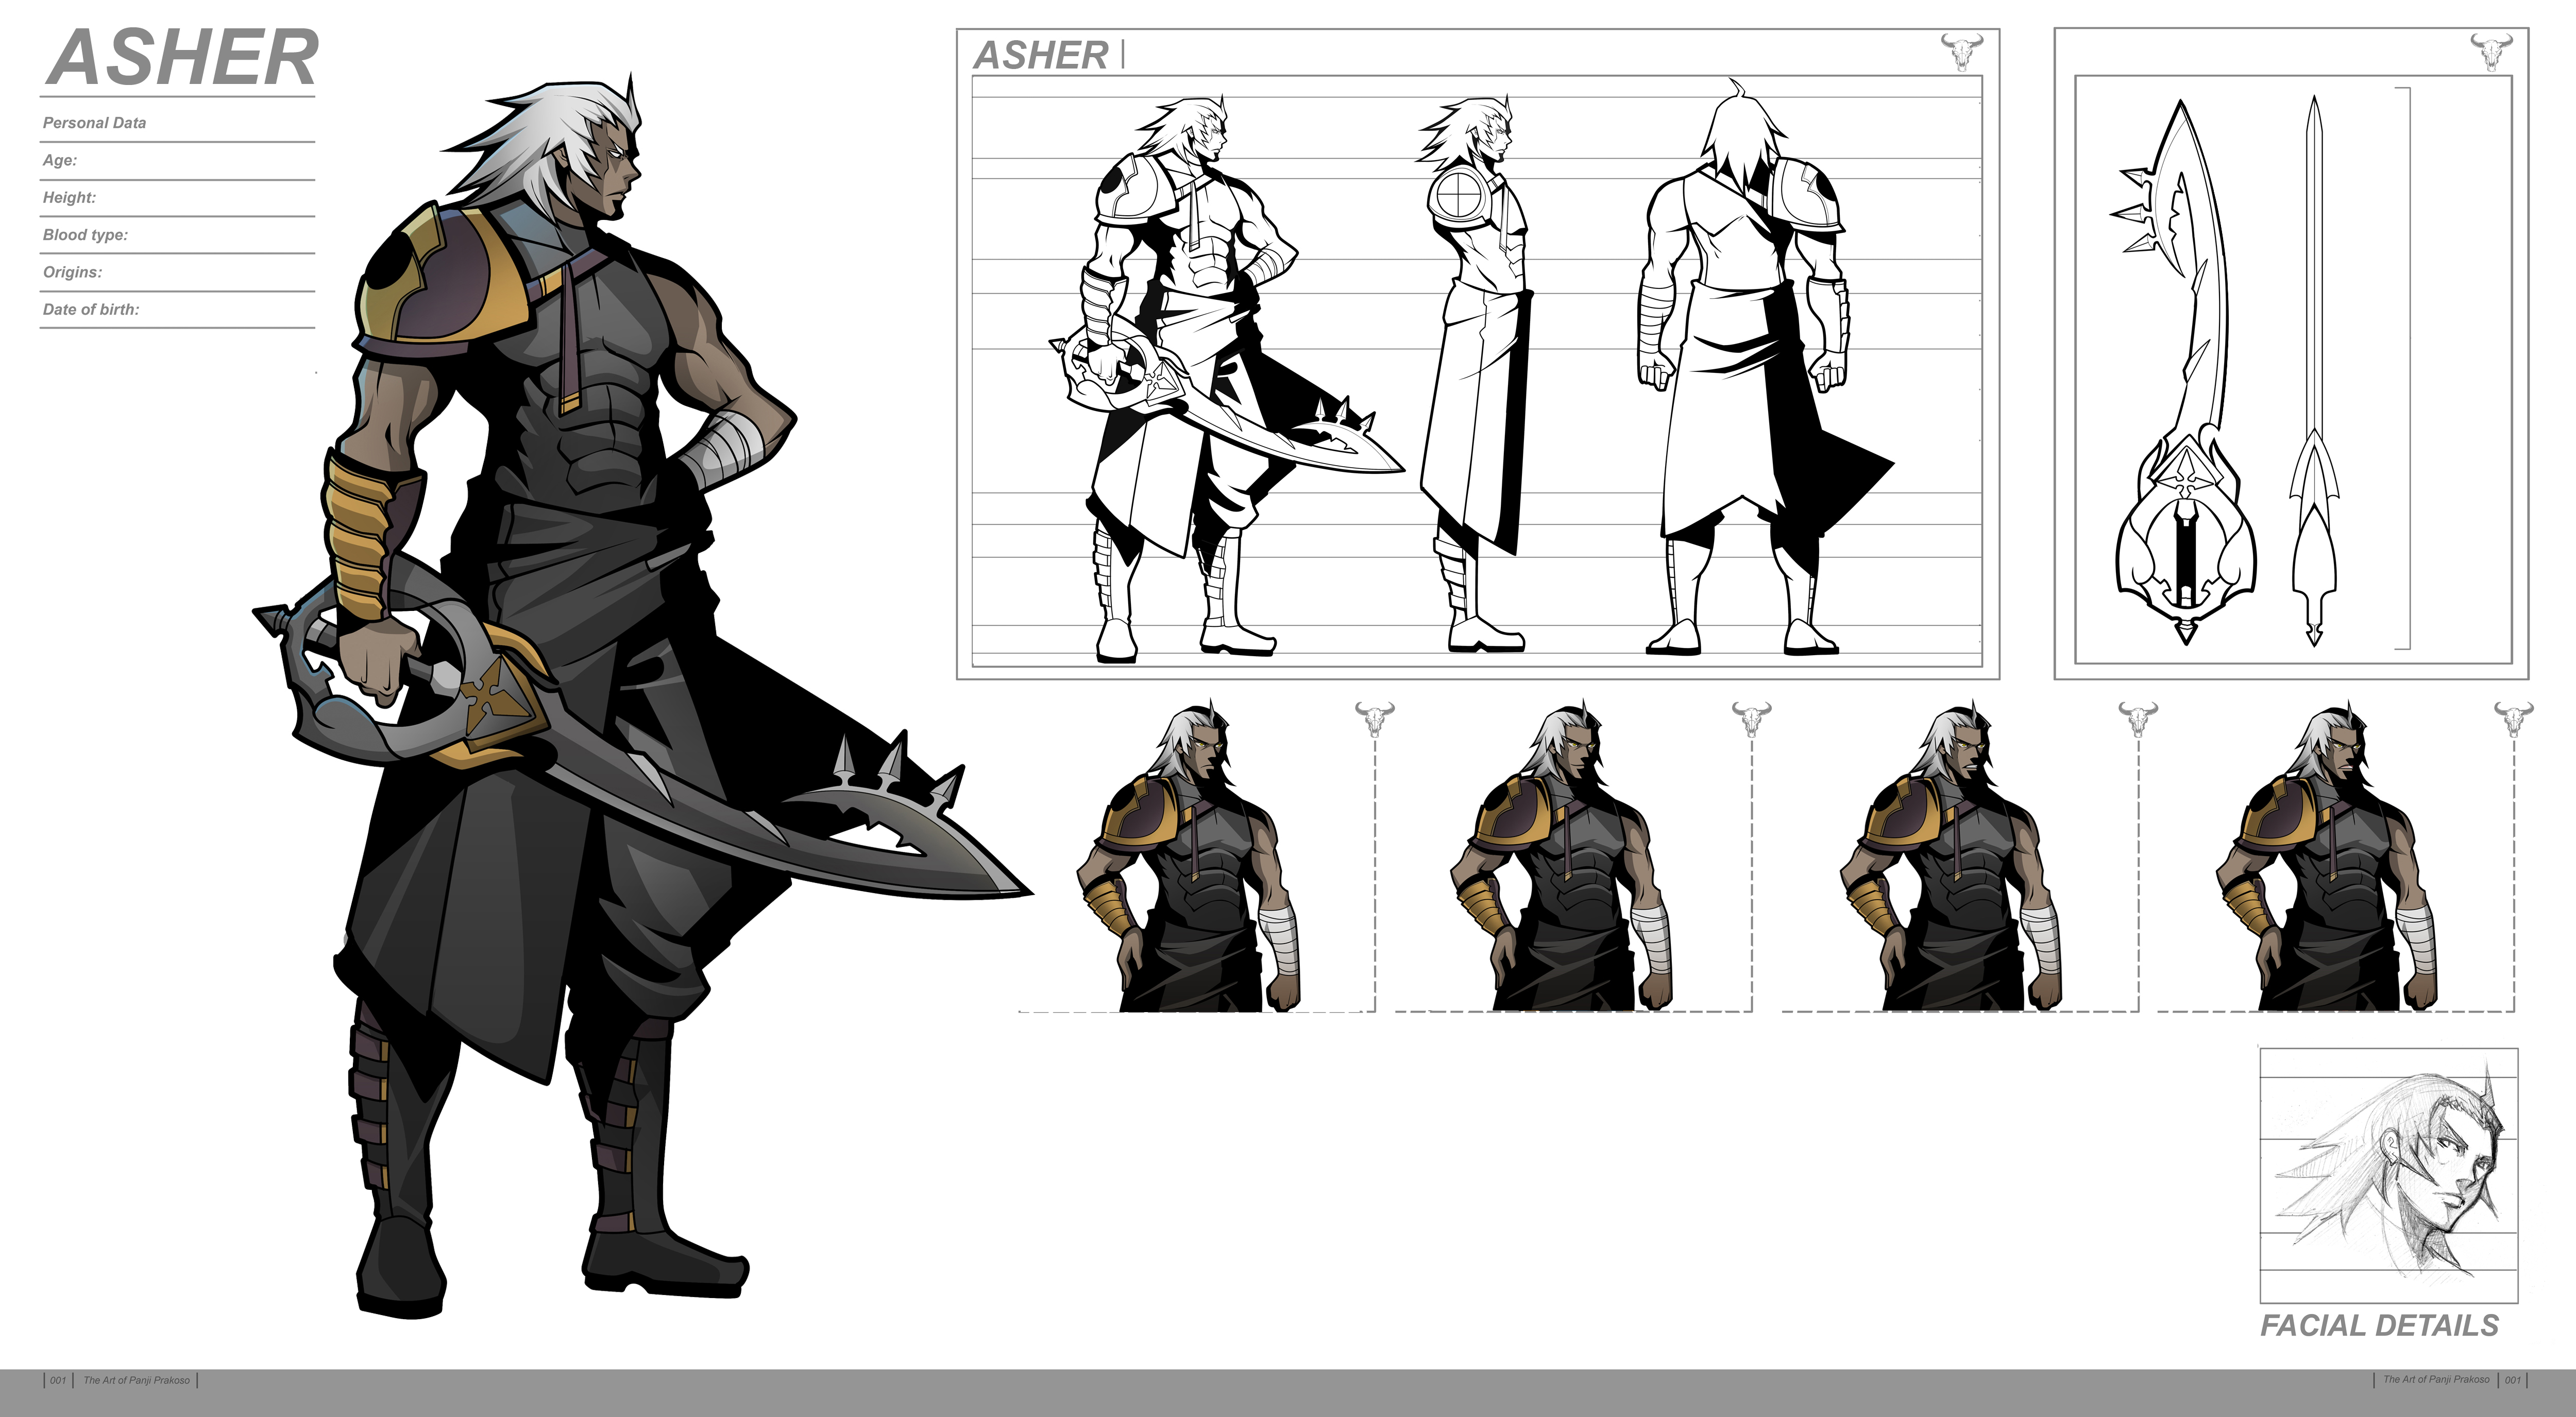 ASHER
Personal Data
Age:
Height:
Blood type:
Origins:
Date of birth:
ASHER
FACIAL DETAILS
001 The Art of Panji Prakoso
The Art of Panji Prakoso 001